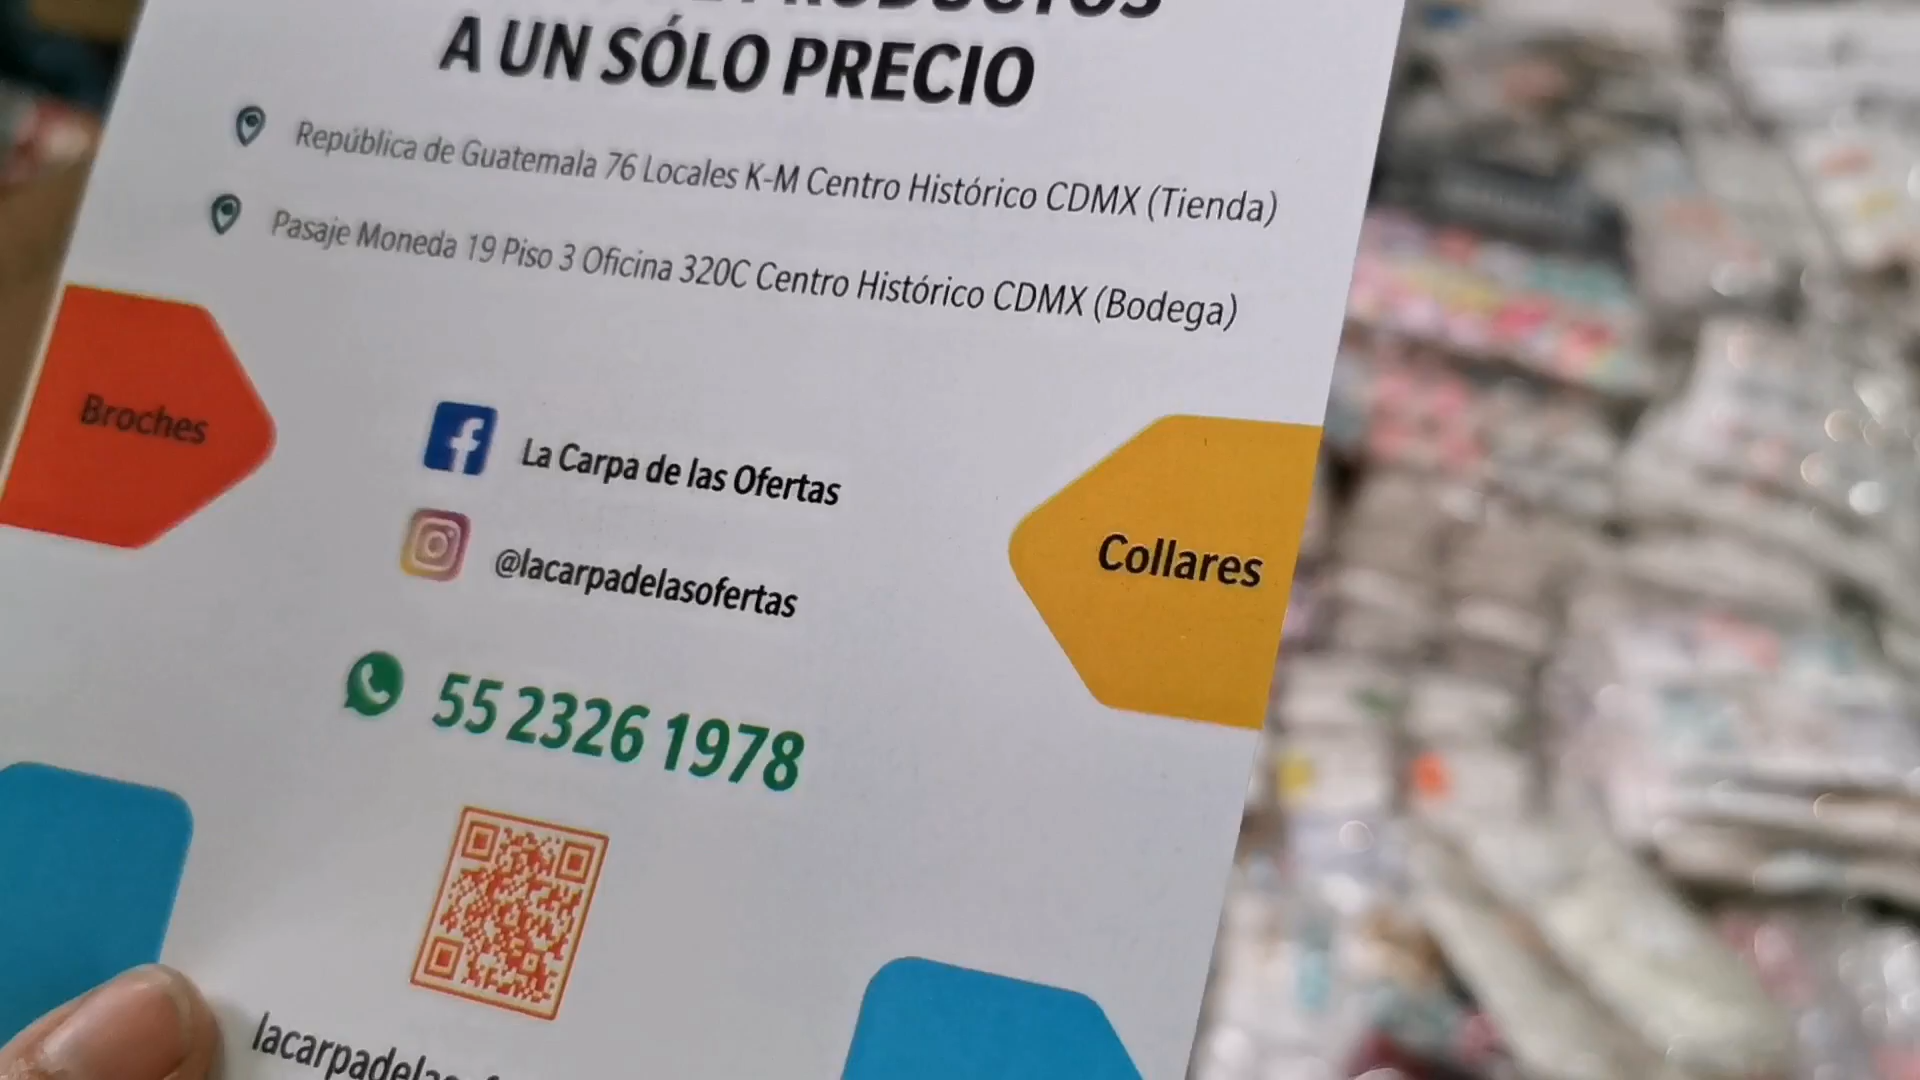 PRODUCTOS
A UN SÓLO PRECIO
República de Guatemala 76 Locales K-M Centro Histórico CDMX (Tienda)
Pasaje Moneda 19 Piso 3 Oficina 320C Centro Histórico CDMX (Bodega)
Broches
La Carpa de las Ofertas
Collares
@lacarpadelasofertas
55 2326 1978